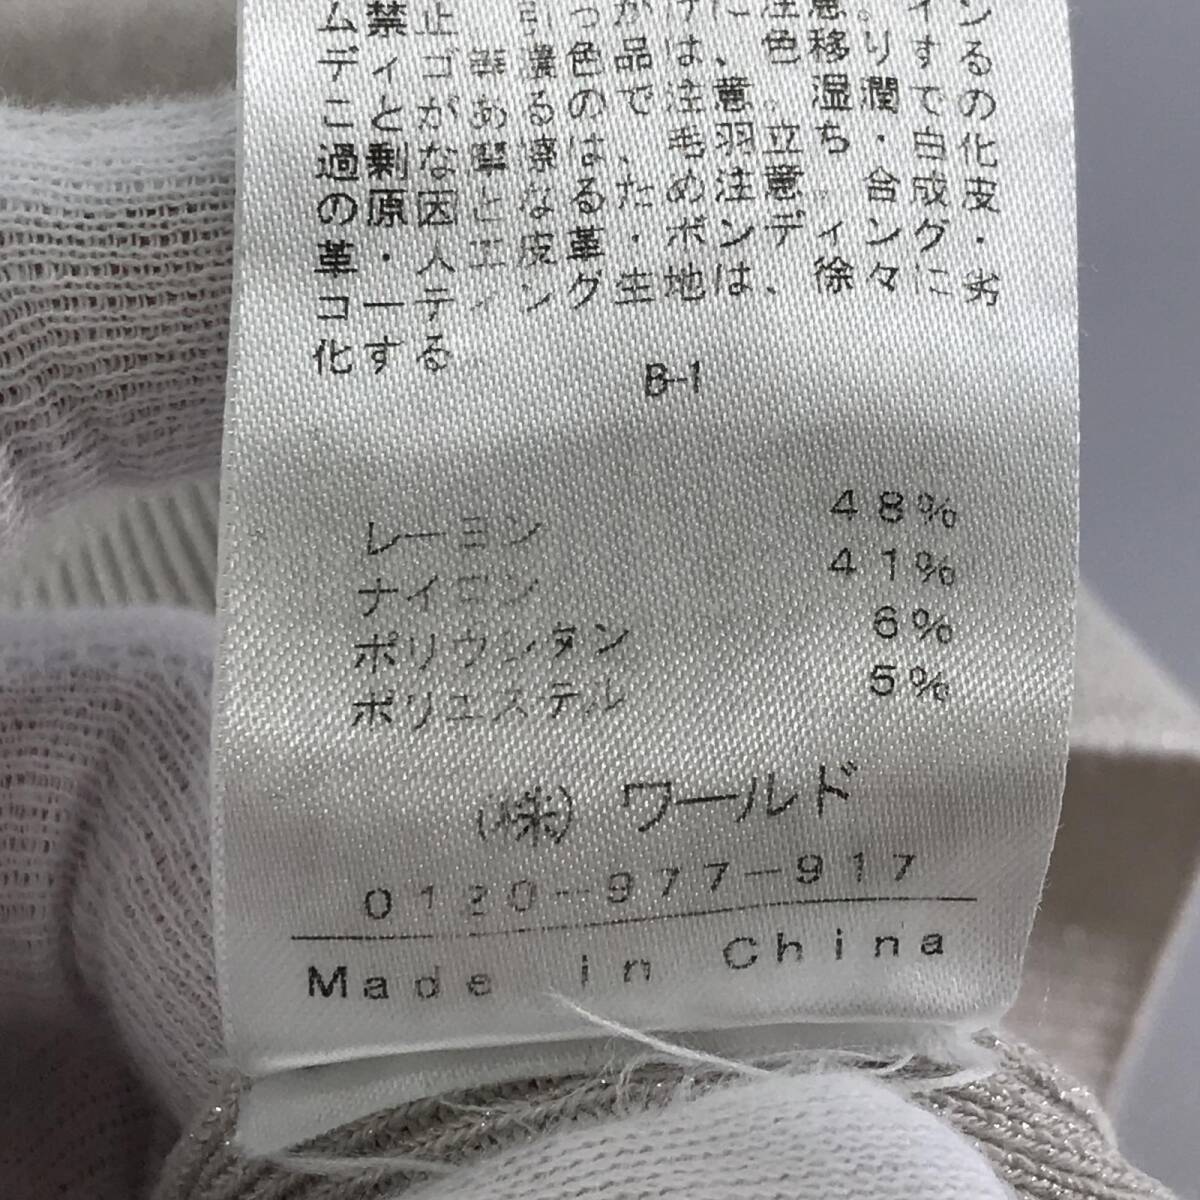 ム禁止 引っかけに注意。イン
ディゴ 濃色品は、色移りする
ことがあるので注意。湿潤での
過剰な摩擦は、毛羽立ち・白化
の原因となるため注意。合成皮
革・人工皮革・ボンディング・
コーティング生地は、徐々に劣
化する
B-1
レーヨン 48%
ナイロン 41%
ポリウレタン 6%
ポリエステル 5%
(株) ワールド
0120-977-917
Made in China